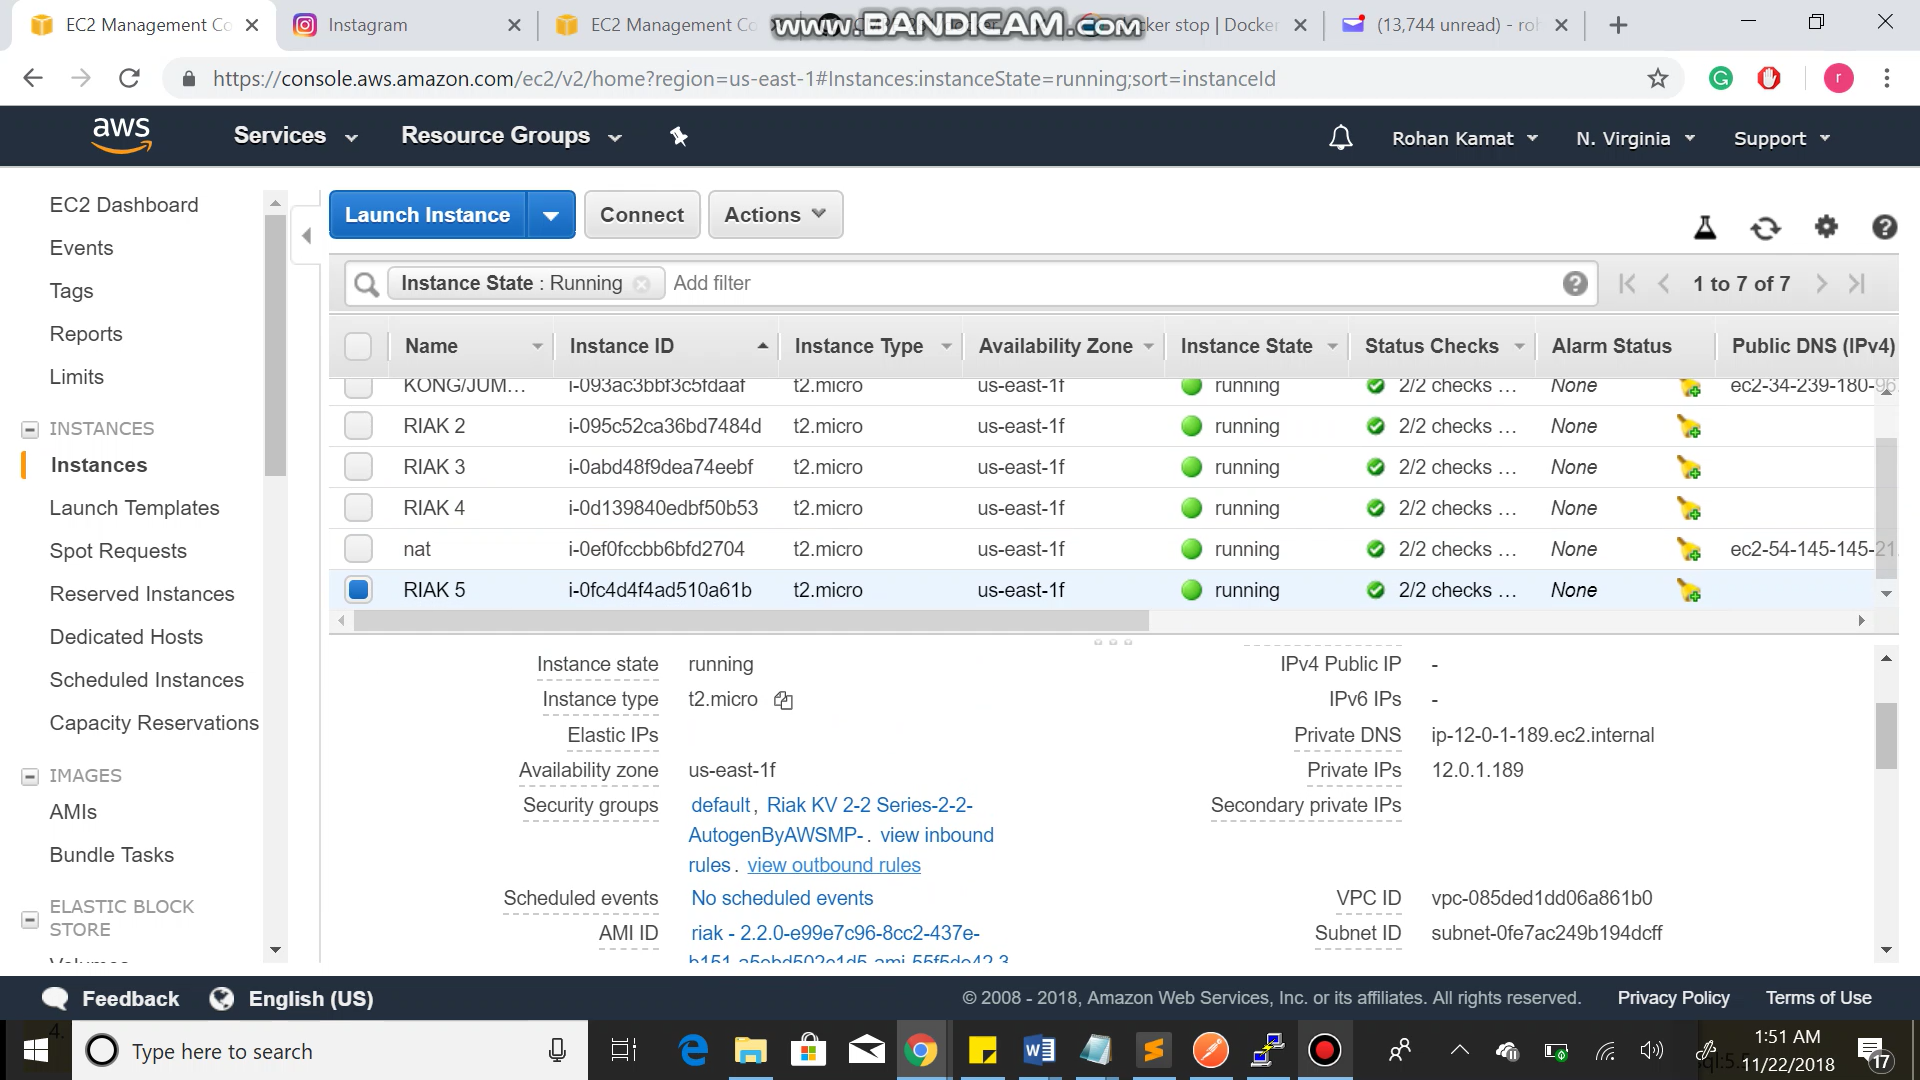 EC2 Management Co
Instagram
EC2 Management Co
www.BANDICAM.com
cker stop | Docker
(13,744 unread) - roh
https://console.aws.amazon.com/ec2/v2/home?region=us-east-1#Instances:instanceState=running;sort=instanceId
r
aws
Services
Resource Groups
Rohan Kamat
N. Virginia
Support
EC2 Dashboard
Events
Tags
Reports
Limits
INSTANCES
Instances
Launch Templates
Spot Requests
Reserved Instances
Dedicated Hosts
Scheduled Instances
Capacity Reservations
IMAGES
AMIs
Bundle Tasks
ELASTIC BLOCK
STORE
Volumes
Launch Instance
Connect
Actions
Instance State : Running
Add filter
1 to 7 of 7
Name
Instance ID
Instance Type
Availability Zone
Instance State
Status Checks
Alarm Status
Public DNS (IPv4)
KONG/JUM... i-093ac3bbf3c5fdaaf t2.micro us-east-1f running 2/2 checks ... None ec2-34-239-180-96
RIAK 2 i-095c52ca36bd7484d t2.micro us-east-1f running 2/2 checks ... None
RIAK 3 i-0abd48f9dea74eebf t2.micro us-east-1f running 2/2 checks ... None
RIAK 4 i-0d139840edbf50b53 t2.micro us-east-1f running 2/2 checks ... None
nat i-0ef0fccbb6bfd2704 t2.micro us-east-1f running 2/2 checks ... None ec2-54-145-145-21
RIAK 5 i-0fc4d4f4ad510a61b t2.micro us-east-1f running 2/2 checks ... None
Instance state running
Instance type t2.micro
Elastic IPs
Availability zone us-east-1f
Security groups default, Riak KV 2-2 Series-2-2-
AutogenByAWSMP-. view inbound
rules. view outbound rules
Scheduled events No scheduled events
AMI ID riak - 2.2.0-e99e7c96-8cc2-437e-
IPv4 Public IP -
IPv6 IPs -
Private DNS ip-12-0-1-189.ec2.internal
Private IPs 12.0.1.189
Secondary private IPs
VPC ID vpc-085ded1dd06a861b0
Subnet ID subnet-0fe7ac249b194dcff
Feedback
English (US)
© 2008 - 2018, Amazon Web Services, Inc. or its affiliates. All rights reserved.
Privacy Policy
Terms of Use
Type here to search
1:51 AM
11/22/2018
17